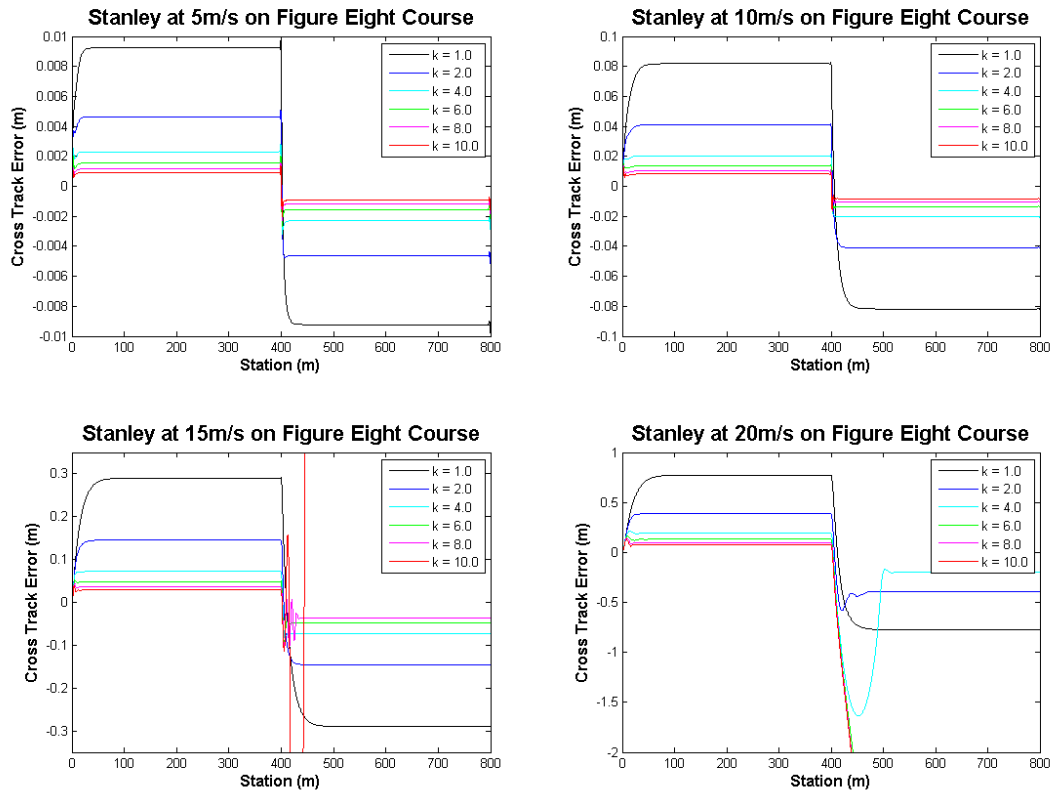 Stanley at 5m/s on Figure Eight Course
Cross Track Error (m)
0.01
0.008
0.006
0.004
0.002
0
-0.002
-0.004
-0.006
-0.008
-0.01
k = 1.0
k = 2.0
k = 4.0
k = 6.0
k = 8.0
k = 10.0
0 100 200 300 400 500 600 700 800
Station (m)
Stanley at 10m/s on Figure Eight Course
Cross Track Error (m)
0.1
0.08
0.06
0.04
0.02
0
-0.02
-0.04
-0.06
-0.08
-0.1
k = 1.0
k = 2.0
k = 4.0
k = 6.0
k = 8.0
k = 10.0
0 100 200 300 400 500 600 700 800
Station (m)
Stanley at 15m/s on Figure Eight Course
Cross Track Error (m)
0.3
0.2
0.1
0
-0.1
-0.2
-0.3
k = 1.0
k = 2.0
k = 4.0
k = 6.0
k = 8.0
k = 10.0
0 100 200 300 400 500 600 700 800
Station (m)
Stanley at 20m/s on Figure Eight Course
Cross Track Error (m)
1
0.5
0
-0.5
-1
-1.5
-2
k = 1.0
k = 2.0
k = 4.0
k = 6.0
k = 8.0
k = 10.0
0 100 200 300 400 500 600 700 800
Station (m)